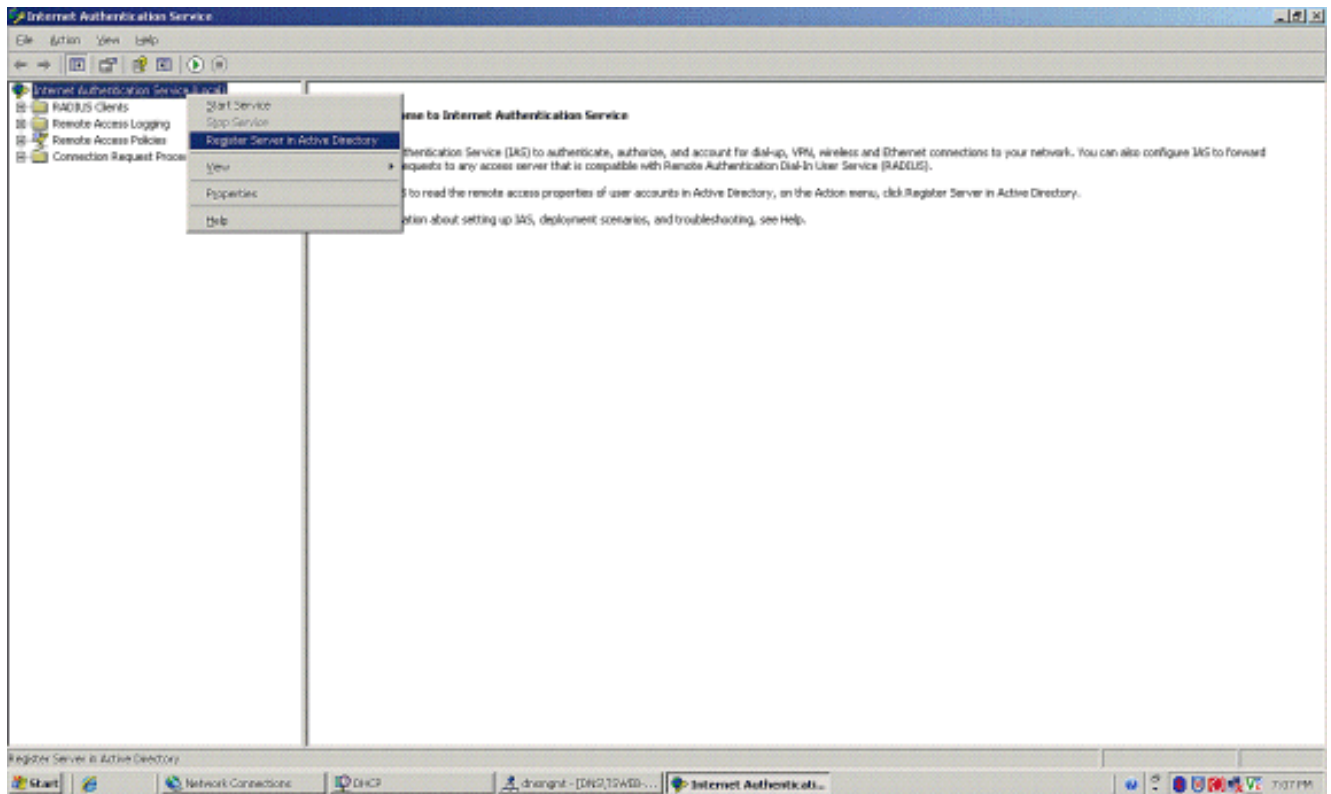 Internet Authentication Service
File Action View Help
Internet Authentication Service (Local)
RADIUS Clients
Remote Access Logging
Remote Access Policies
Connection Request Proce
Start Service
Stop Service
Register Server in Active Directory
View
Properties
Help
me to Internet Authentication Service
thentication Service (IAS) to authenticate, authorize, and account for dial-up, VPN, wireless and Ethernet connections to your network. You can also configure IAS to forward
equests to any access server that is compatible with Remote Authentication Dial-In User Service (RADIUS).
S to read the remote access properties of user accounts in Active Directory, on the Action menu, click Register Server in Active Directory.
ation about setting up IAS, deployment scenarios, and troubleshooting, see Help.
Register Server in Active Directory
Start
Network Connections
DHCP
Internet Authenticati...
7:07 PM